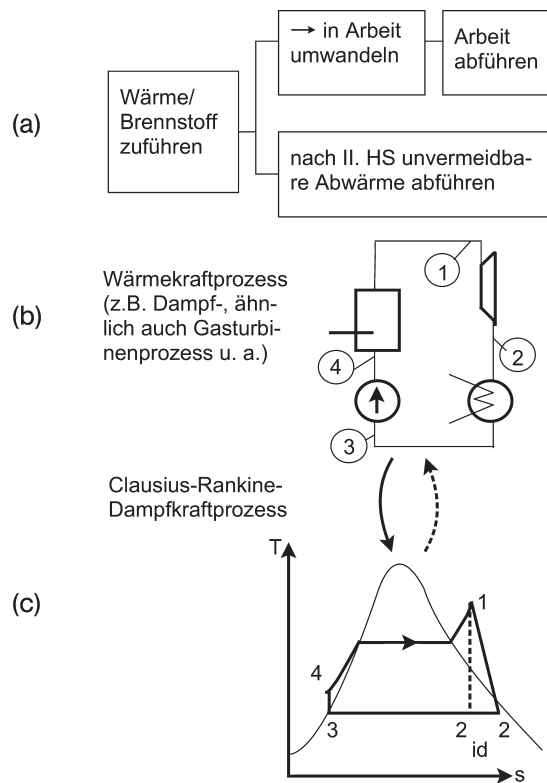 (a)
Wärme/
Brennstoff
zuführen
→ in Arbeit
umwandeln
Arbeit
abführen
nach II. HS unvermeidba-
re Abwärme abführen
(b)
Wärmekraftprozess
(z.B. Dampf-, ähn-
lich auch Gasturbi-
nenprozess u. a.)
1
2
4
3
Clausius-Rankine-
Dampfkraftprozess
(c)
T
1
4
3
2
2
id
s